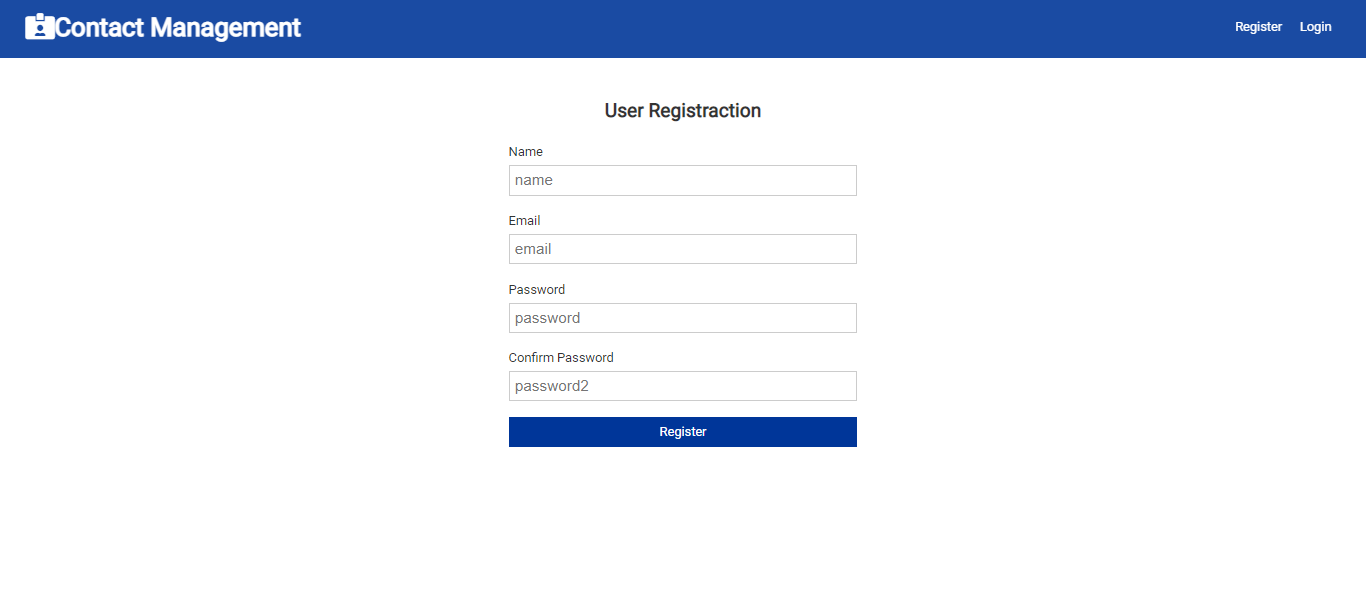 Contact Management
Register Login
User Registraction
Name
name
Email
email
Password
password
Confirm Password
password2
Register